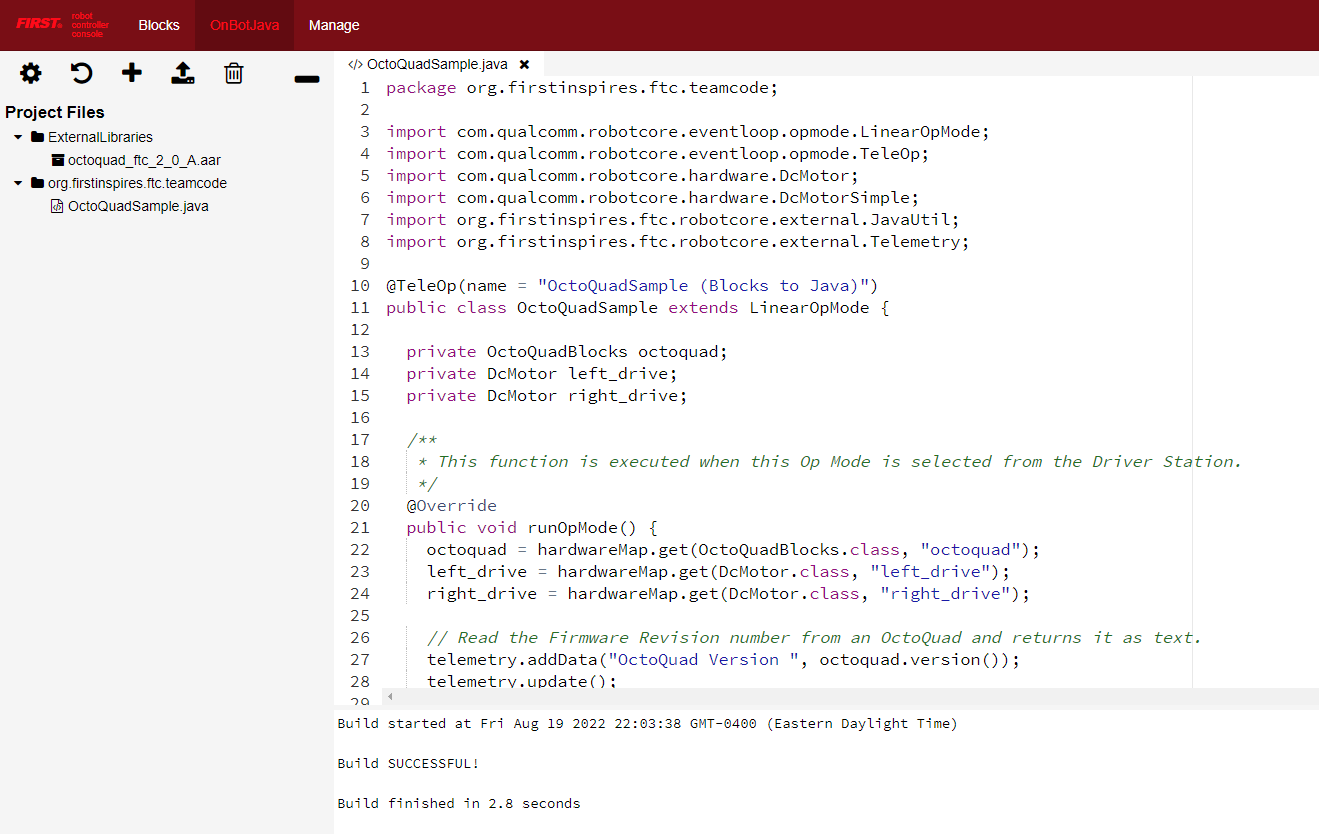 FIRST® robot controller console Blocks OnBotJava Manage
OctoQuadSample.java
Project Files
ExternalLibraries
octoquad_ftc_2_0_A.aar
org.firstinspires.ftc.teamcode
OctoQuadSample.java
1 package org.firstinspires.ftc.teamcode;
2
3 import com.qualcomm.robotcore.eventloop.opmode.LinearOpMode;
4 import com.qualcomm.robotcore.eventloop.opmode.TeleOp;
5 import com.qualcomm.robotcore.hardware.DcMotor;
6 import com.qualcomm.robotcore.hardware.DcMotorSimple;
7 import org.firstinspires.ftc.robotcore.external.JavaUtil;
8 import org.firstinspires.ftc.robotcore.external.Telemetry;
9
10 @TeleOp(name = "OctoQuadSample (Blocks to Java)")
11 public class OctoQuadSample extends LinearOpMode {
12
13 private OctoQuadBlocks octoquad;
14 private DcMotor left_drive;
15 private DcMotor right_drive;
16
17 /**
18 * This function is executed when this Op Mode is selected from the Driver Station.
19 */
20 @Override
21 public void runOpMode() {
22 octoquad = hardwareMap.get(OctoQuadBlocks.class, "octoquad");
23 left_drive = hardwareMap.get(DcMotor.class, "left_drive");
24 right_drive = hardwareMap.get(DcMotor.class, "right_drive");
25
26 // Read the Firmware Revision number from an OctoQuad and returns it as text.
27 telemetry.addData("OctoQuad Version ", octoquad.version());
28 telemetry.update();
29
Build started at Fri Aug 19 2022 22:03:38 GMT-0400 (Eastern Daylight Time)
Build SUCCESSFUL!
Build finished in 2.8 seconds